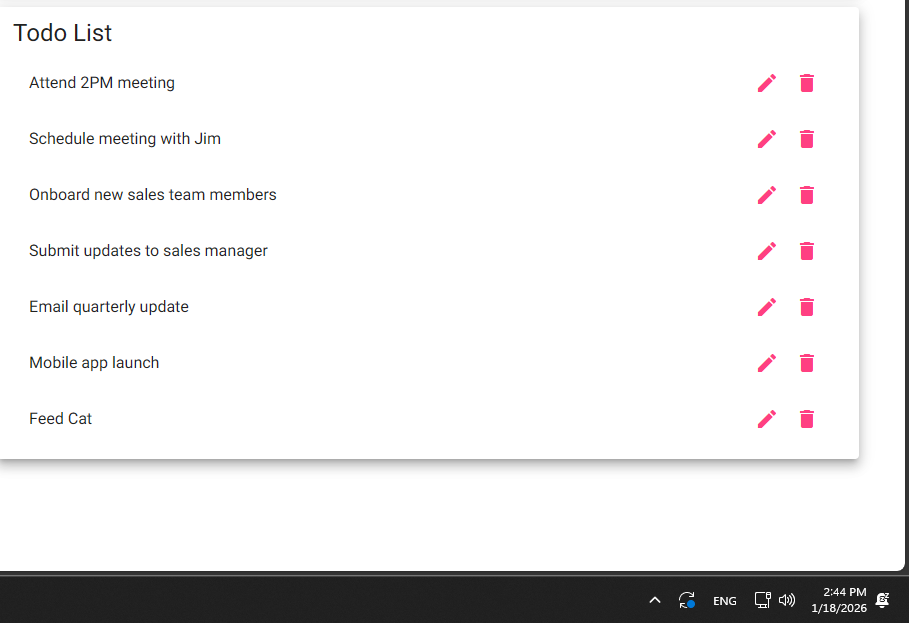 Todo List
Attend 2PM meeting
Schedule meeting with Jim
Onboard new sales team members
Submit updates to sales manager
Email quarterly update
Mobile app launch
Feed Cat
ENG
2:44 PM
1/18/2026